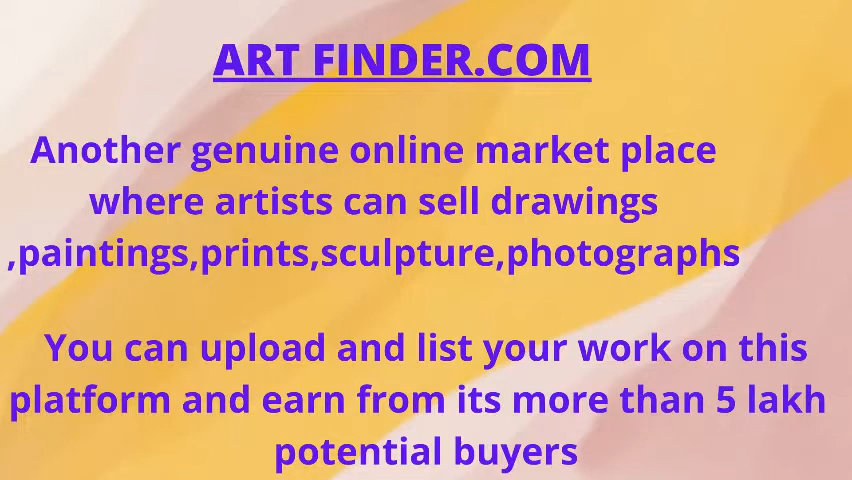 ART FINDER.COM
Another genuine online market place
where artists can sell drawings
,paintings,prints,sculpture,photographs
You can upload and list your work on this
platform and earn from its more than 5 lakh
potential buyers